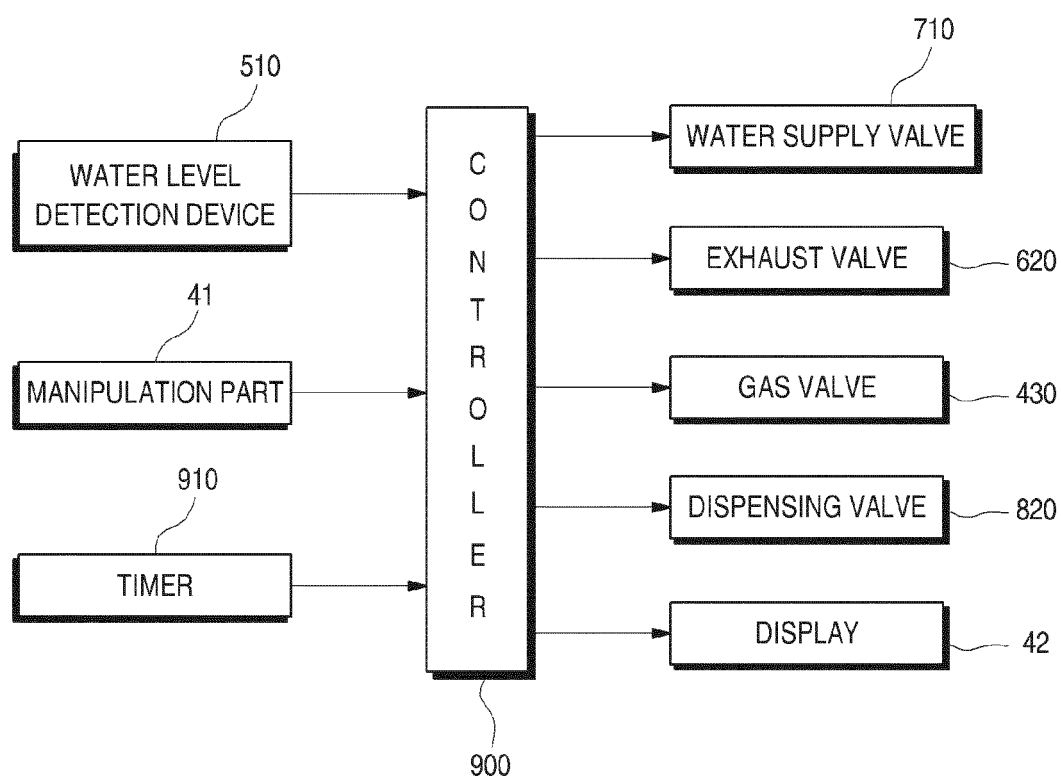 510
WATER LEVEL
DETECTION DEVICE
41
MANIPULATION PART
910
TIMER
CONTROLLER
900
710
WATER SUPPLY VALVE
EXHAUST VALVE
620
GAS VALVE
430
DISPENSING VALVE
820
DISPLAY
42